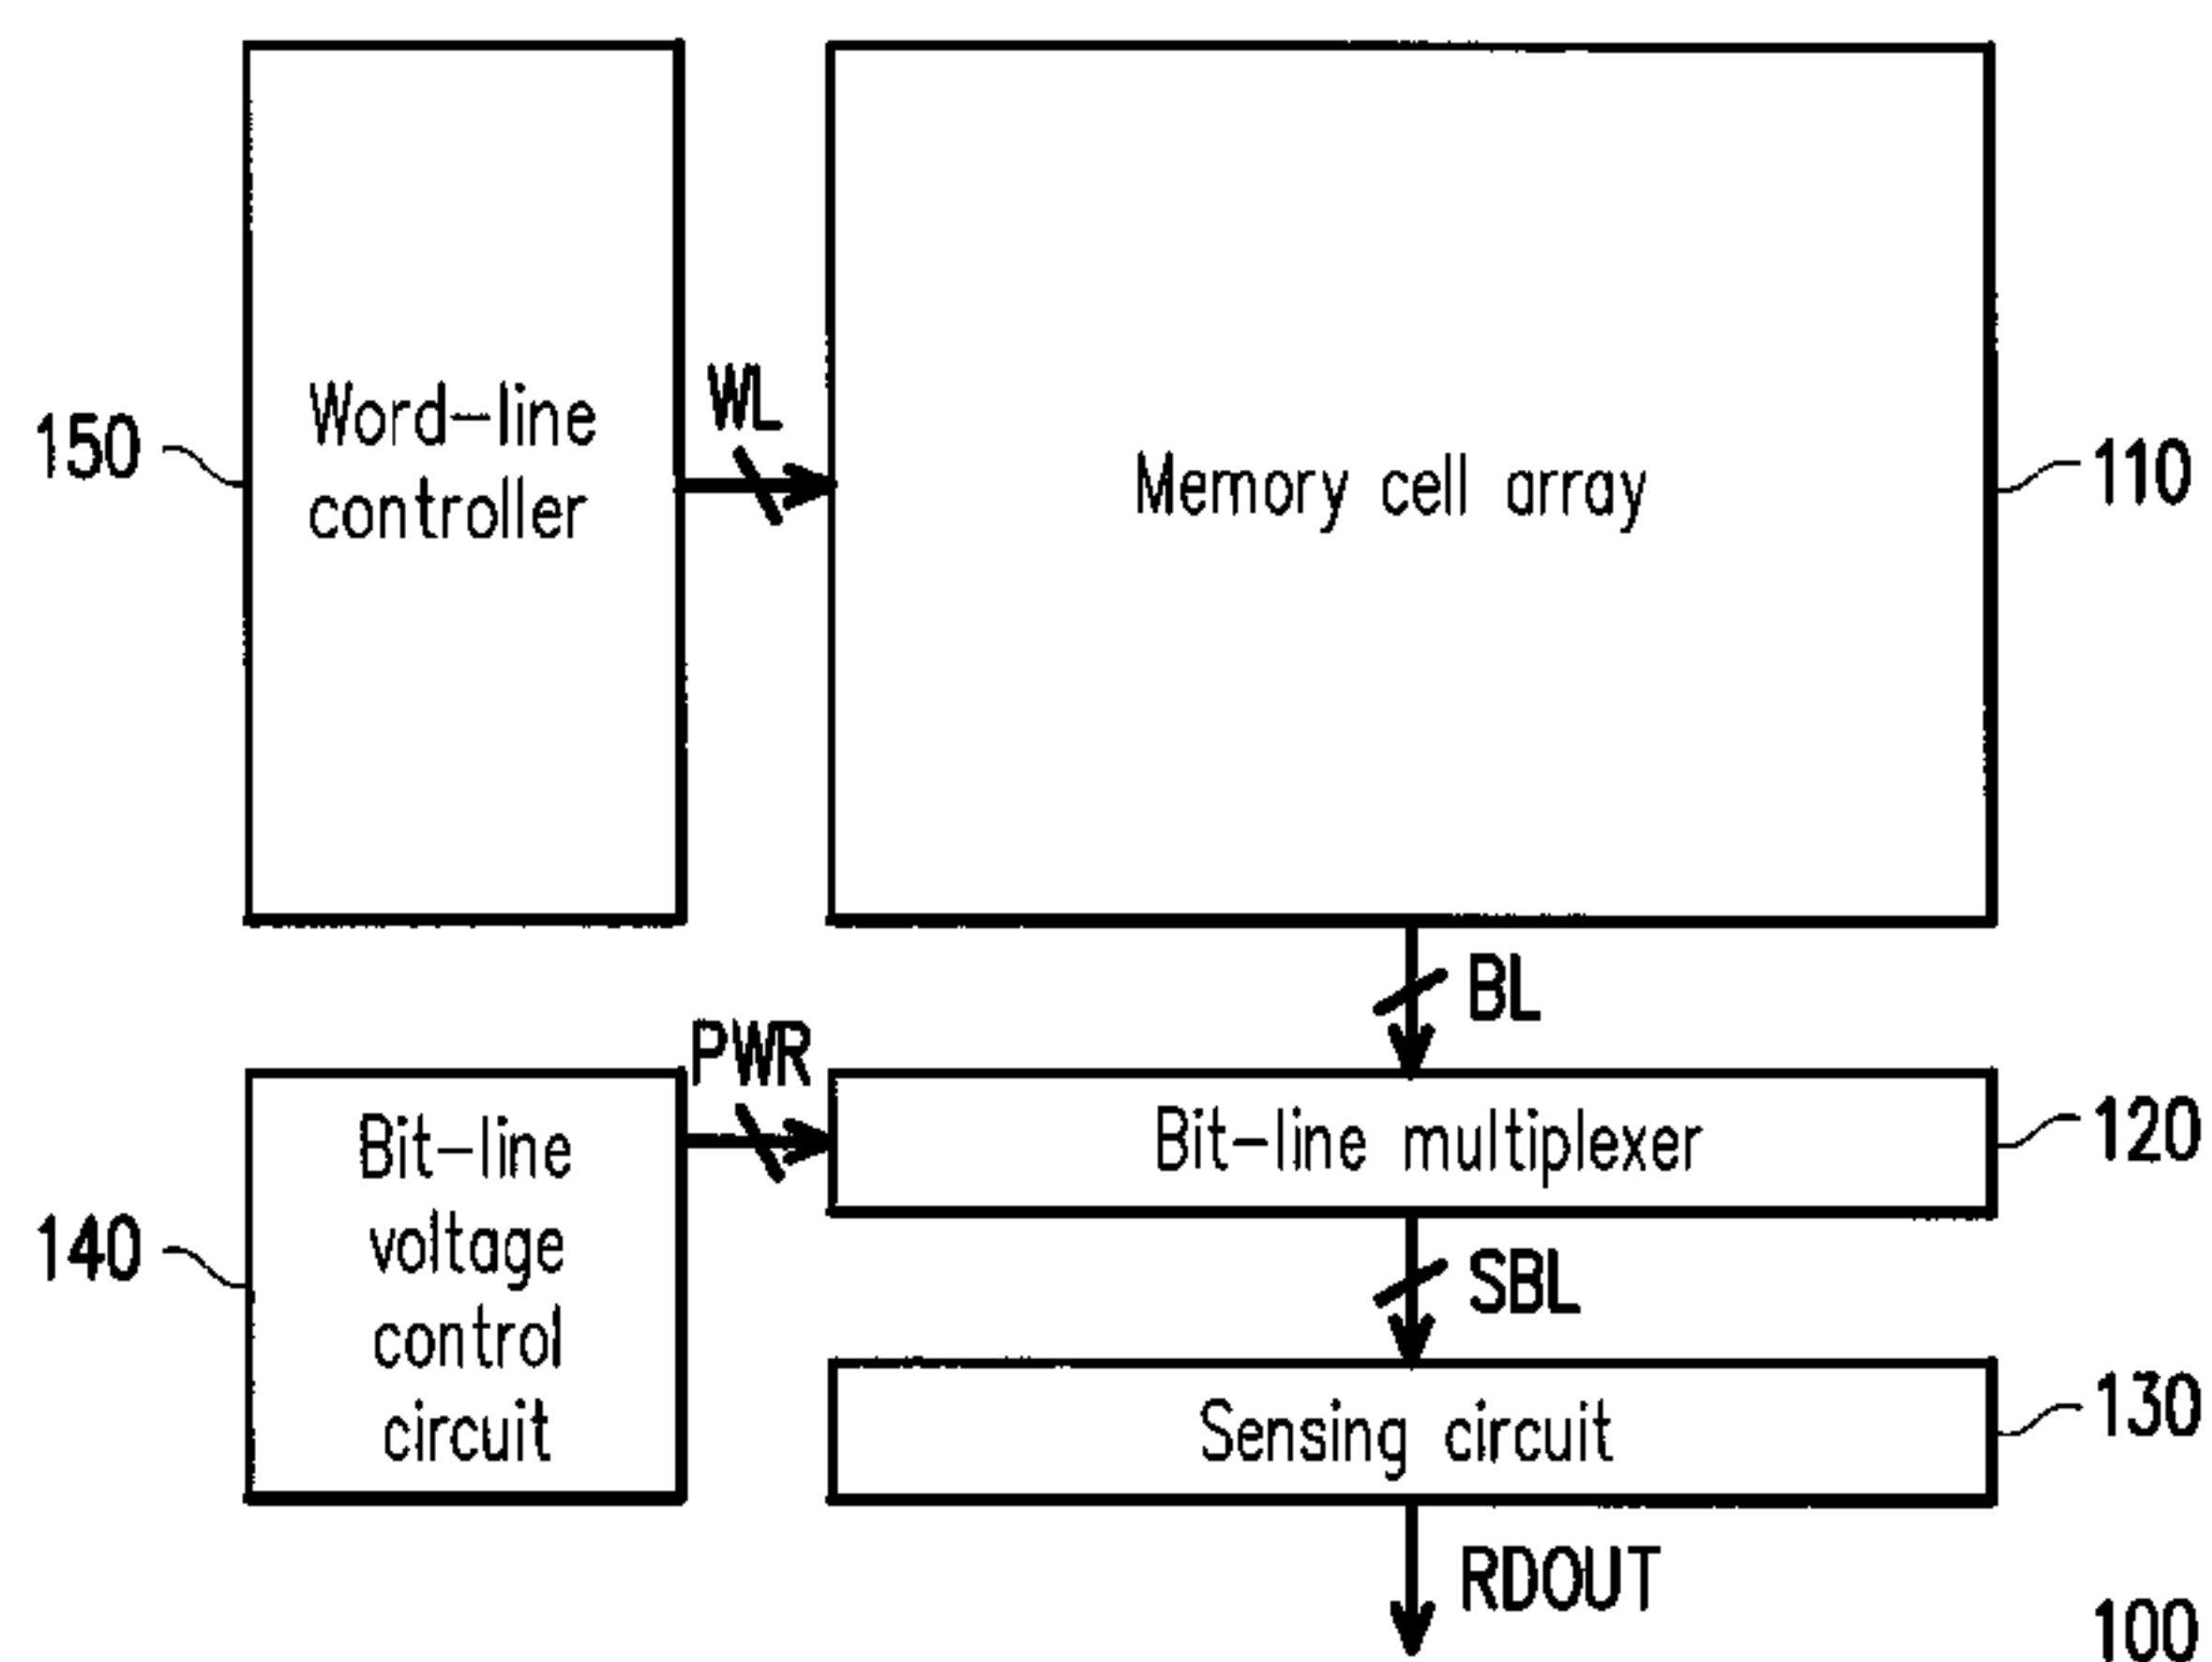 150
Word-line
controller
WL
Memory cell array
110
BL
140
Bit-line
voltage
control
circuit
PWR
Bit-line multiplexer
120
SBL
Sensing circuit
130
RDOUT
100